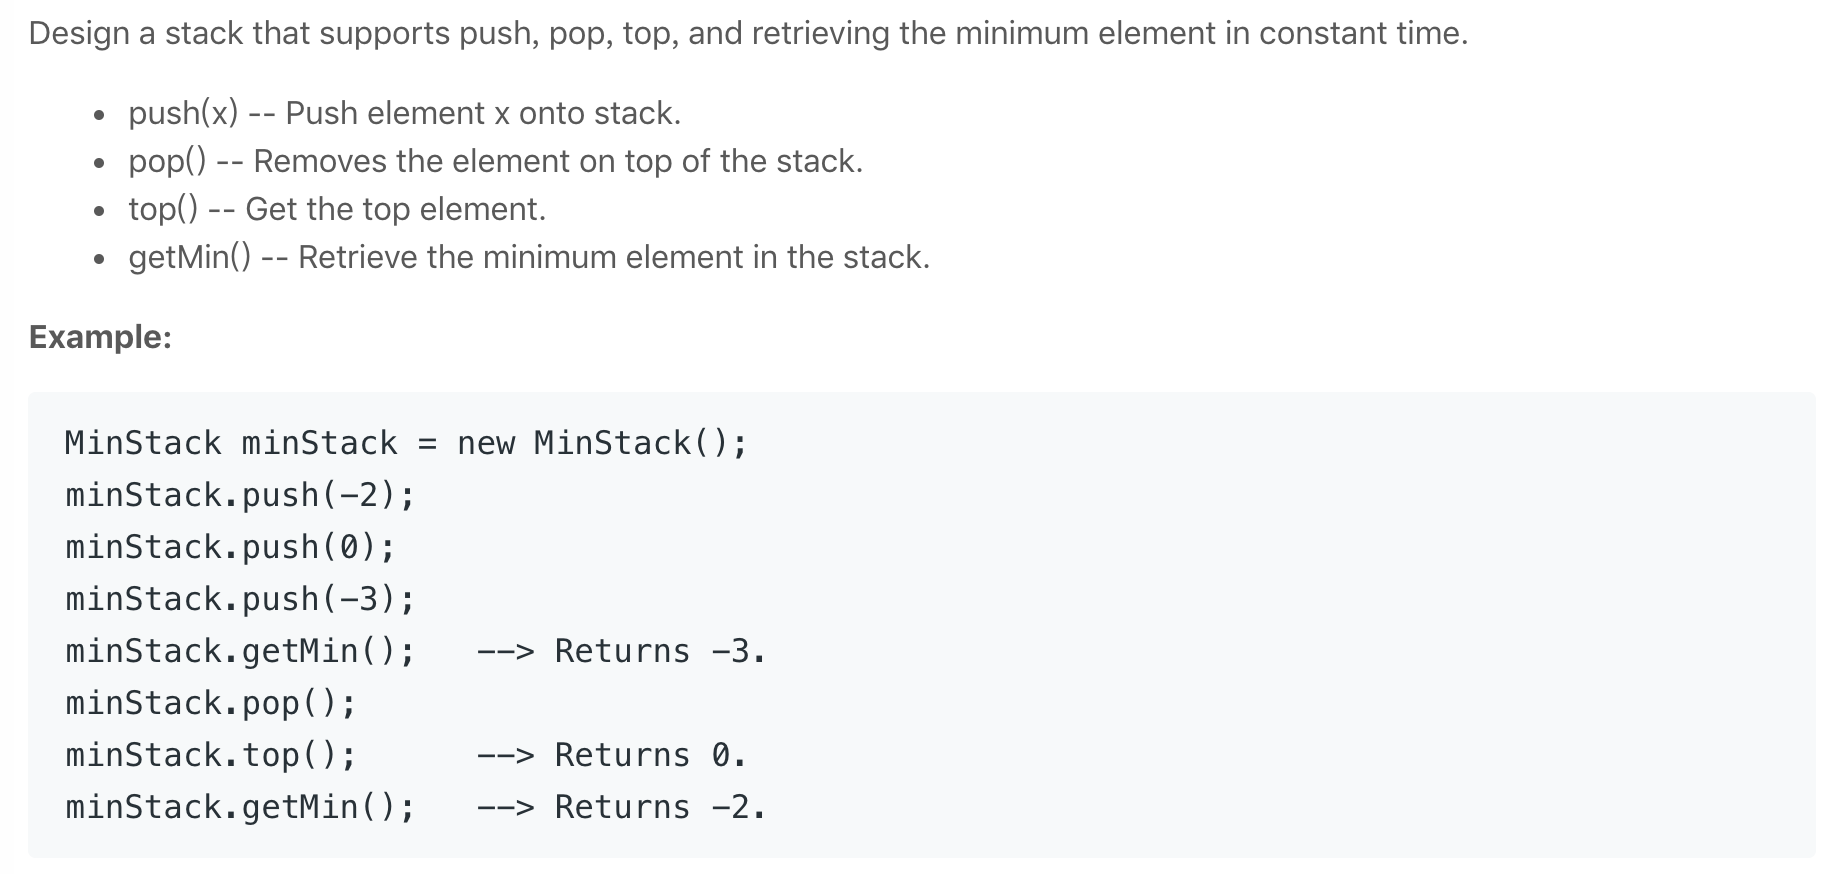 Design a stack that supports push, pop, top, and retrieving the minimum element in constant time.
• push(x) -- Push element x onto stack.
• pop() -- Removes the element on top of the stack.
• top() -- Get the top element.
• getMin() -- Retrieve the minimum element in the stack.
Example:
MinStack minStack = new MinStack();
minStack.push(-2);
minStack.push(0);
minStack.push(-3);
minStack.getMin();   --> Returns -3.
minStack.pop();
minStack.top();      --> Returns 0.
minStack.getMin();   --> Returns -2.